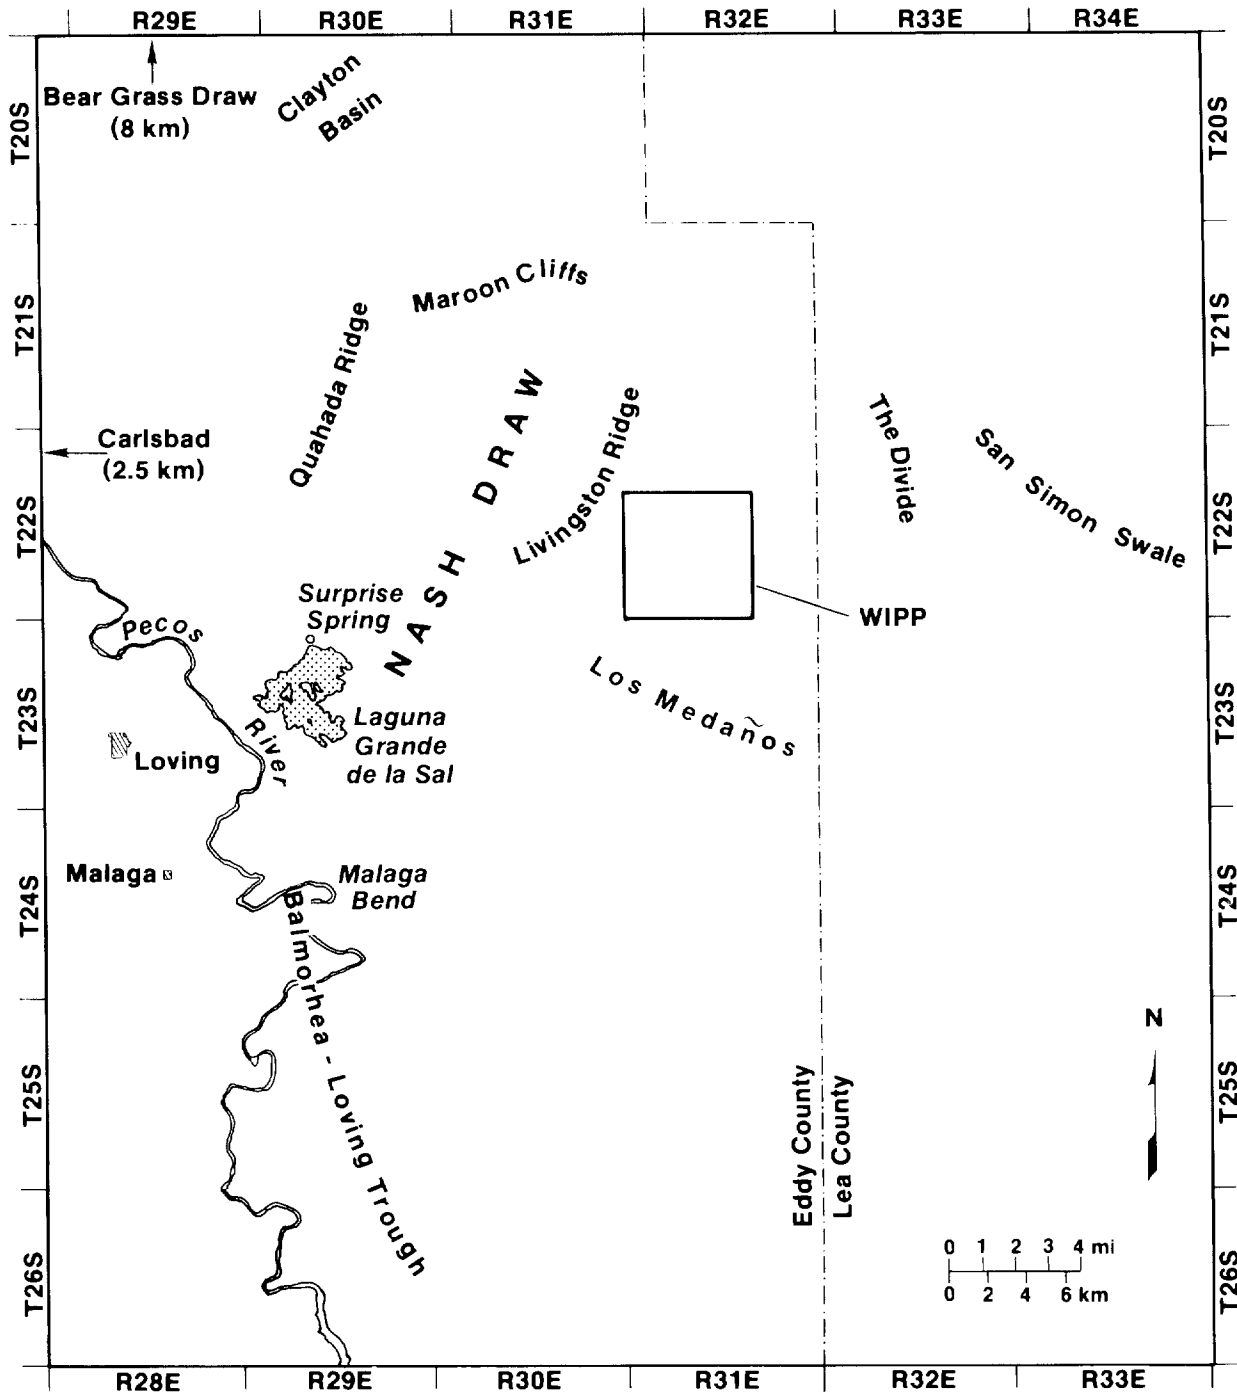 R29E
R30E
R31E
R32E
R33E
R34E
Bear Grass Draw
(8 km)
Clayton
Basin
T20S
T20S
Maroon Cliffs
T21S
T21S
Quahada Ridge
NASH DRAW
Livingston Ridge
The Divide
San Simon Swale
Carlsbad
(2.5 km)
T22S
T22S
Surprise
Spring
WIPP
Pecos
River
Los Medaños
T23S
T23S
Laguna
Grande
de la Sal
Loving
Malaga
Malaga
Bend
T24S
T24S
Balmorhea - Loving Trough
N
T25S
T25S
Eddy County
Lea County
0 1 2 3 4 mi
0 2 4 6 km
T26S
T26S
R28E
R29E
R30E
R31E
R32E
R33E